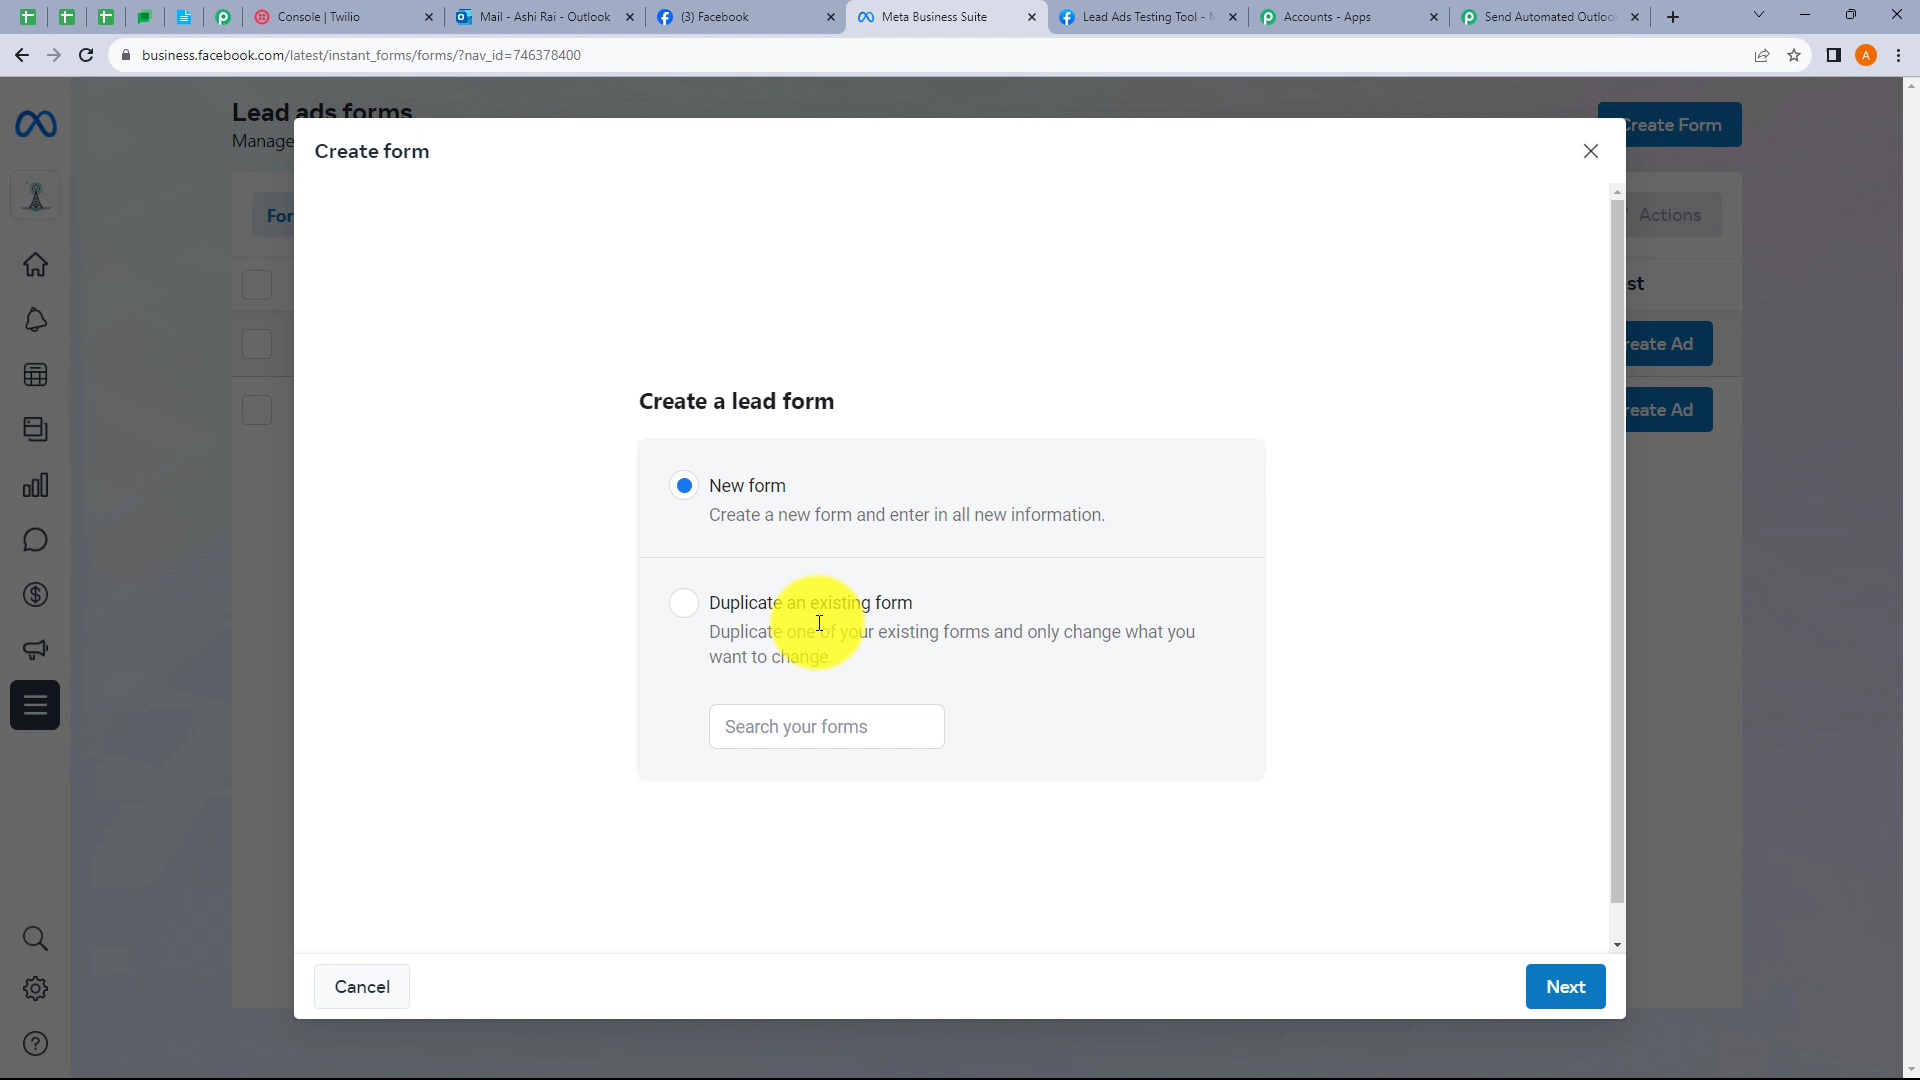 Console | Twilio
Mail - Ashi Rai - Outlook
(3) Facebook
Meta Business Suite
Lead Ads Testing Tool -
Accounts - Apps
Send Automated Outloo
business.facebook.com/latest/instant_forms/forms/?nav_id=746378400
A
Lead ads forms
Manage
Create Form
Create form
For
Actions
st
reate Ad
reate Ad
Create a lead form
New form
Create a new form and enter in all new information.
Duplicate an existing form
Duplicate one of your existing forms and only change what you
want to change.
Search your forms
Cancel
Next